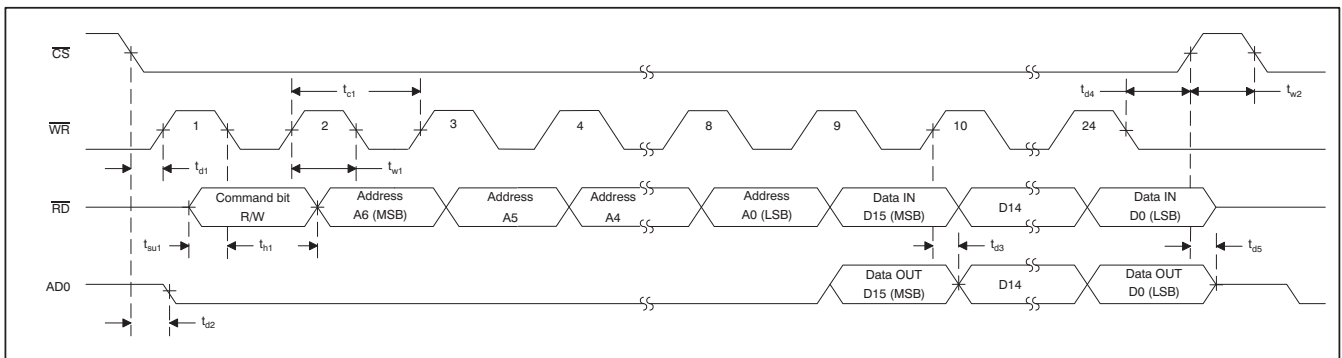 CS
t_c1
t_d4
t_w2
WR
1
2
3
4
8
9
10
24
t_d1
t_w1
RD
Command bit
R/W
Address
A6 (MSB)
Address
A5
Address
A4
Address
A0 (LSB)
Data IN
D15 (MSB)
D14
Data IN
D0 (LSB)
t_su1
t_h1
t_d3
t_d5
AD0
Data OUT
D15 (MSB)
D14
Data OUT
D0 (LSB)
t_d2